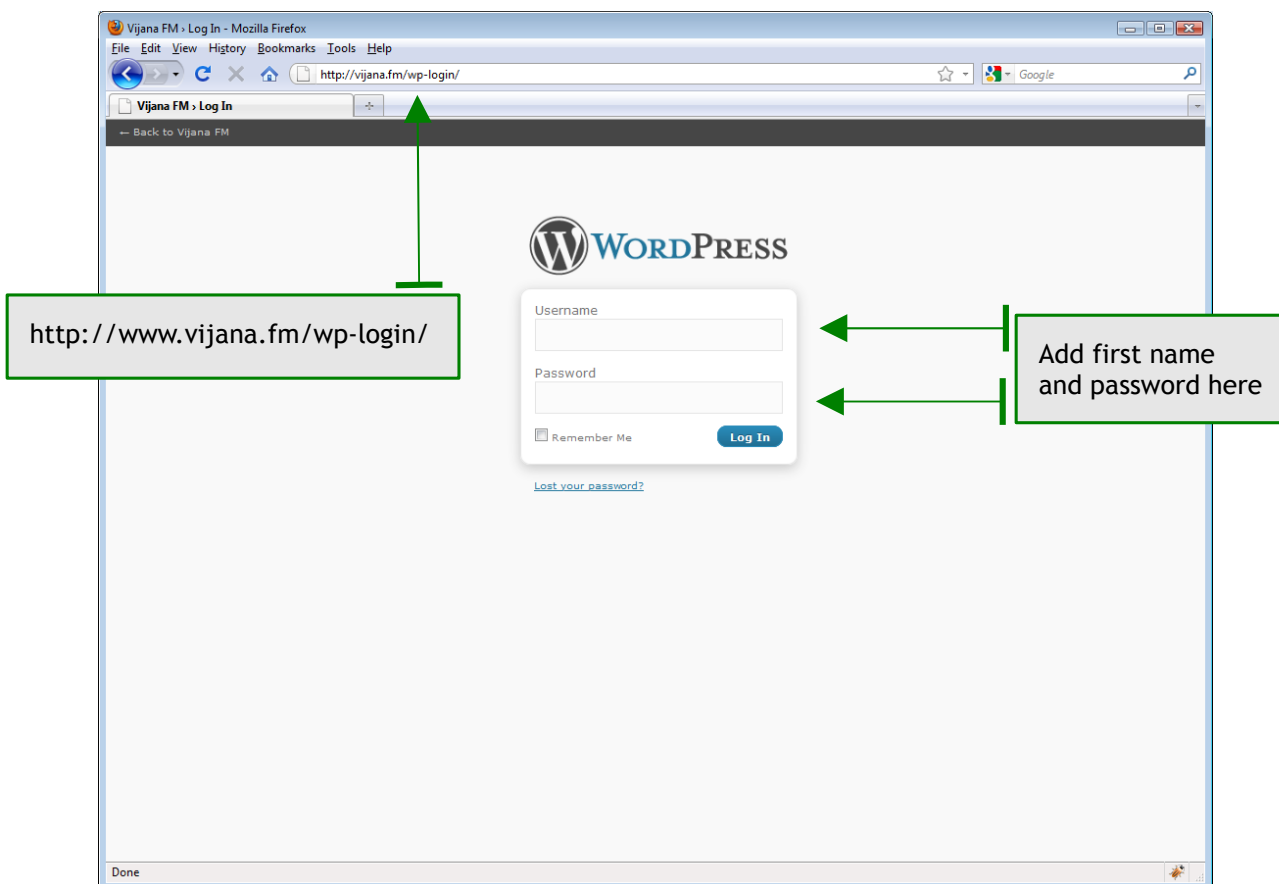 Vijana FM › Log In - Mozilla Firefox
File Edit View History Bookmarks Tools Help
http://vijana.fm/wp-login/
Google
Vijana FM › Log In
← Back to Vijana FM
WORDPRESS
http://www.vijana.fm/wp-login/
Username
Password
Add first name
and password here
Remember Me
Log In
Lost your password?
Done